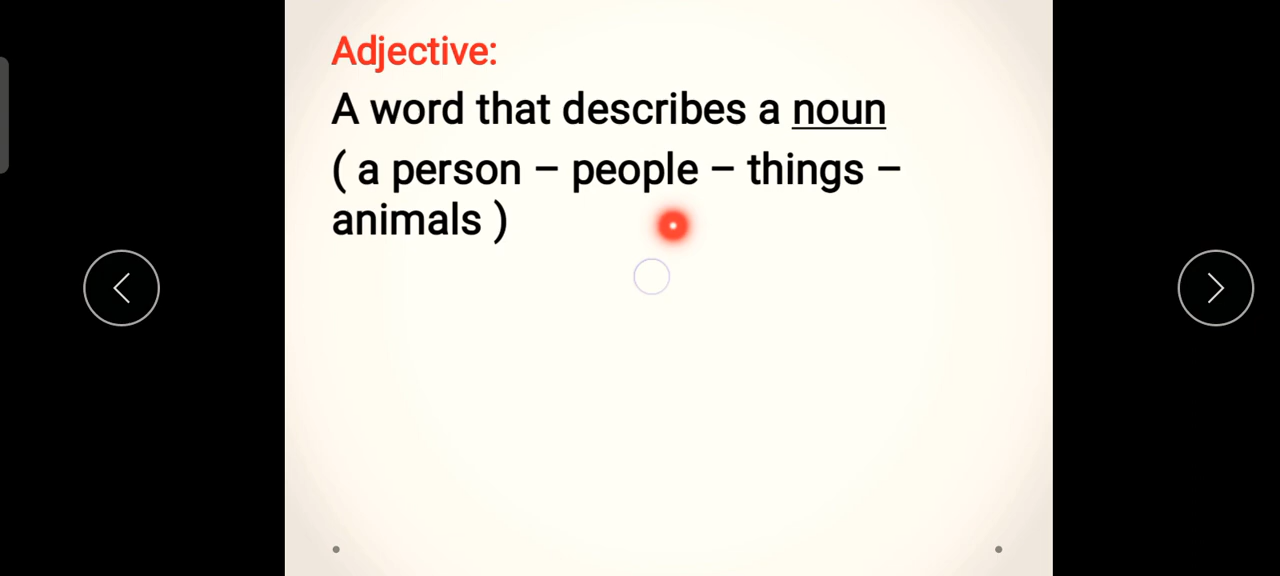 Adjective:
A word that describes a noun
( a person – people – things –
animals )